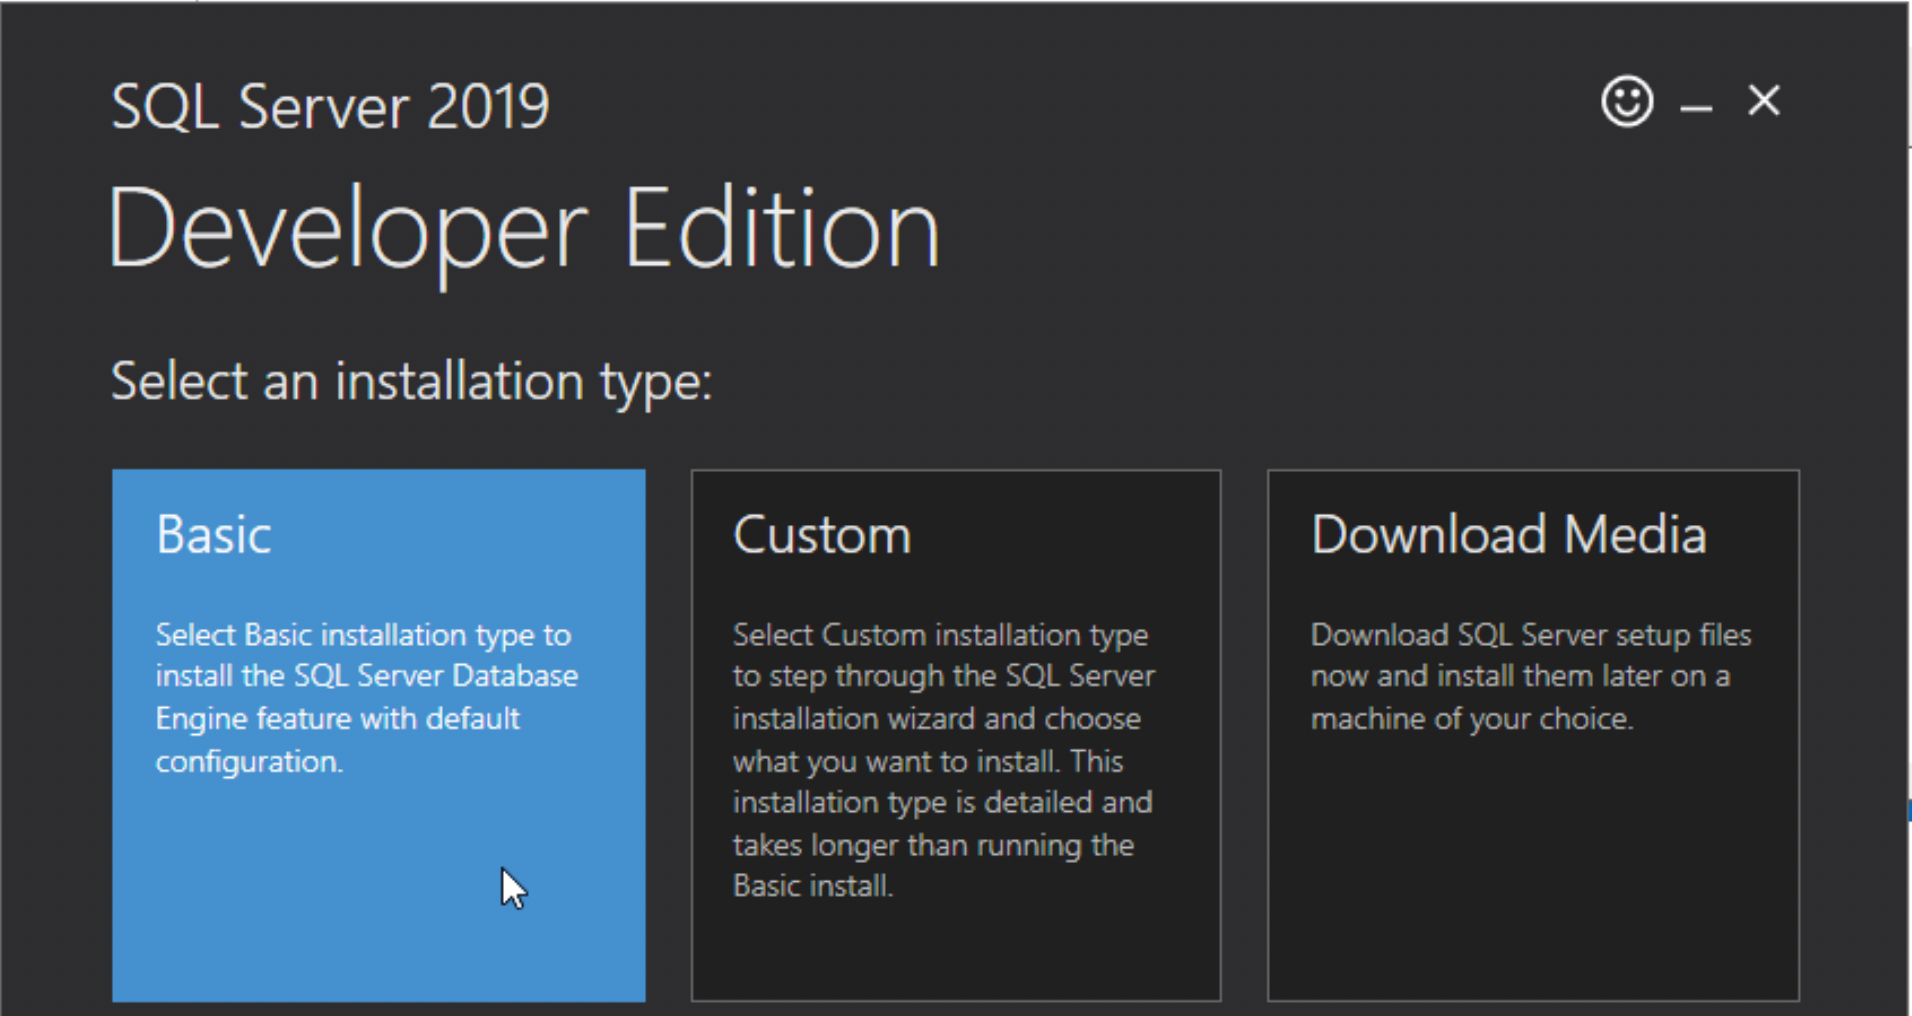 SQL Server 2019
Developer Edition
Select an installation type:
Basic
Select Basic installation type to
install the SQL Server Database
Engine feature with default
configuration.
Custom
Select Custom installation type
to step through the SQL Server
installation wizard and choose
what you want to install. This
installation type is detailed and
takes longer than running the
Basic install.
Download Media
Download SQL Server setup files
now and install them later on a
machine of your choice.